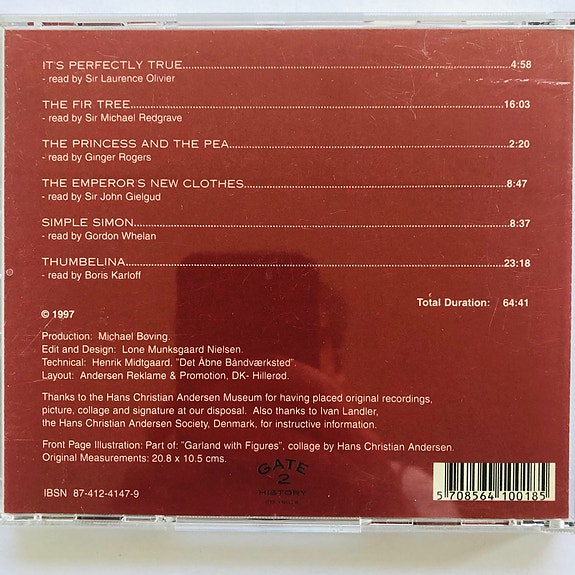 IT'S PERFECTLY TRUE 4:58
- read by Sir Laurence Olivier
THE FIR TREE 16:03
- read by Sir Michael Redgrave
THE PRINCESS AND THE PEA 2:20
- read by Ginger Rogers
THE EMPEROR'S NEW CLOTHES 8:47
- read by Sir John Gielgud
SIMPLE SIMON 8:37
- read by Gordon Whelan
THUMBELINA 23:18
- read by Boris Karloff
Total Duration: 64:41
© 1997
Production: Michael Bøving.
Edit and Design: Lone Munksgaard Nielsen.
Technical: Henrik Midtgaard, "Det Åbne Båndværksted".
Layout: Andersen Reklame & Promotion, DK- Hillerød.
Thanks to the Hans Christian Andersen Museum for having placed original recordings,
picture, collage and signature at our disposal. Also thanks to Ivan Landler,
the Hans Christian Andersen Society, Denmark, for instructive information.
Front Page Illustration: Part of: "Garland with Figures", collage by Hans Christian Andersen.
Original Measurements: 20.8 x 10.5 cms.
GATE
2
HISTORY
IBSN 87-412-4147-9
5 708564 100185